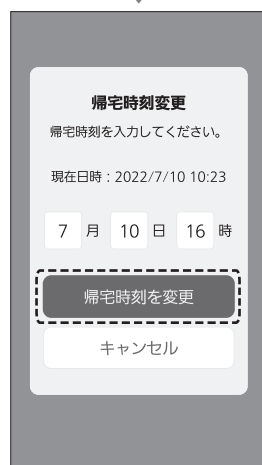 帰宅時刻変更
帰宅時刻を入力してください。
現在日時：2022/7/10 10:23
7 月 10 日 16 時
帰宅時刻を変更
キャンセル